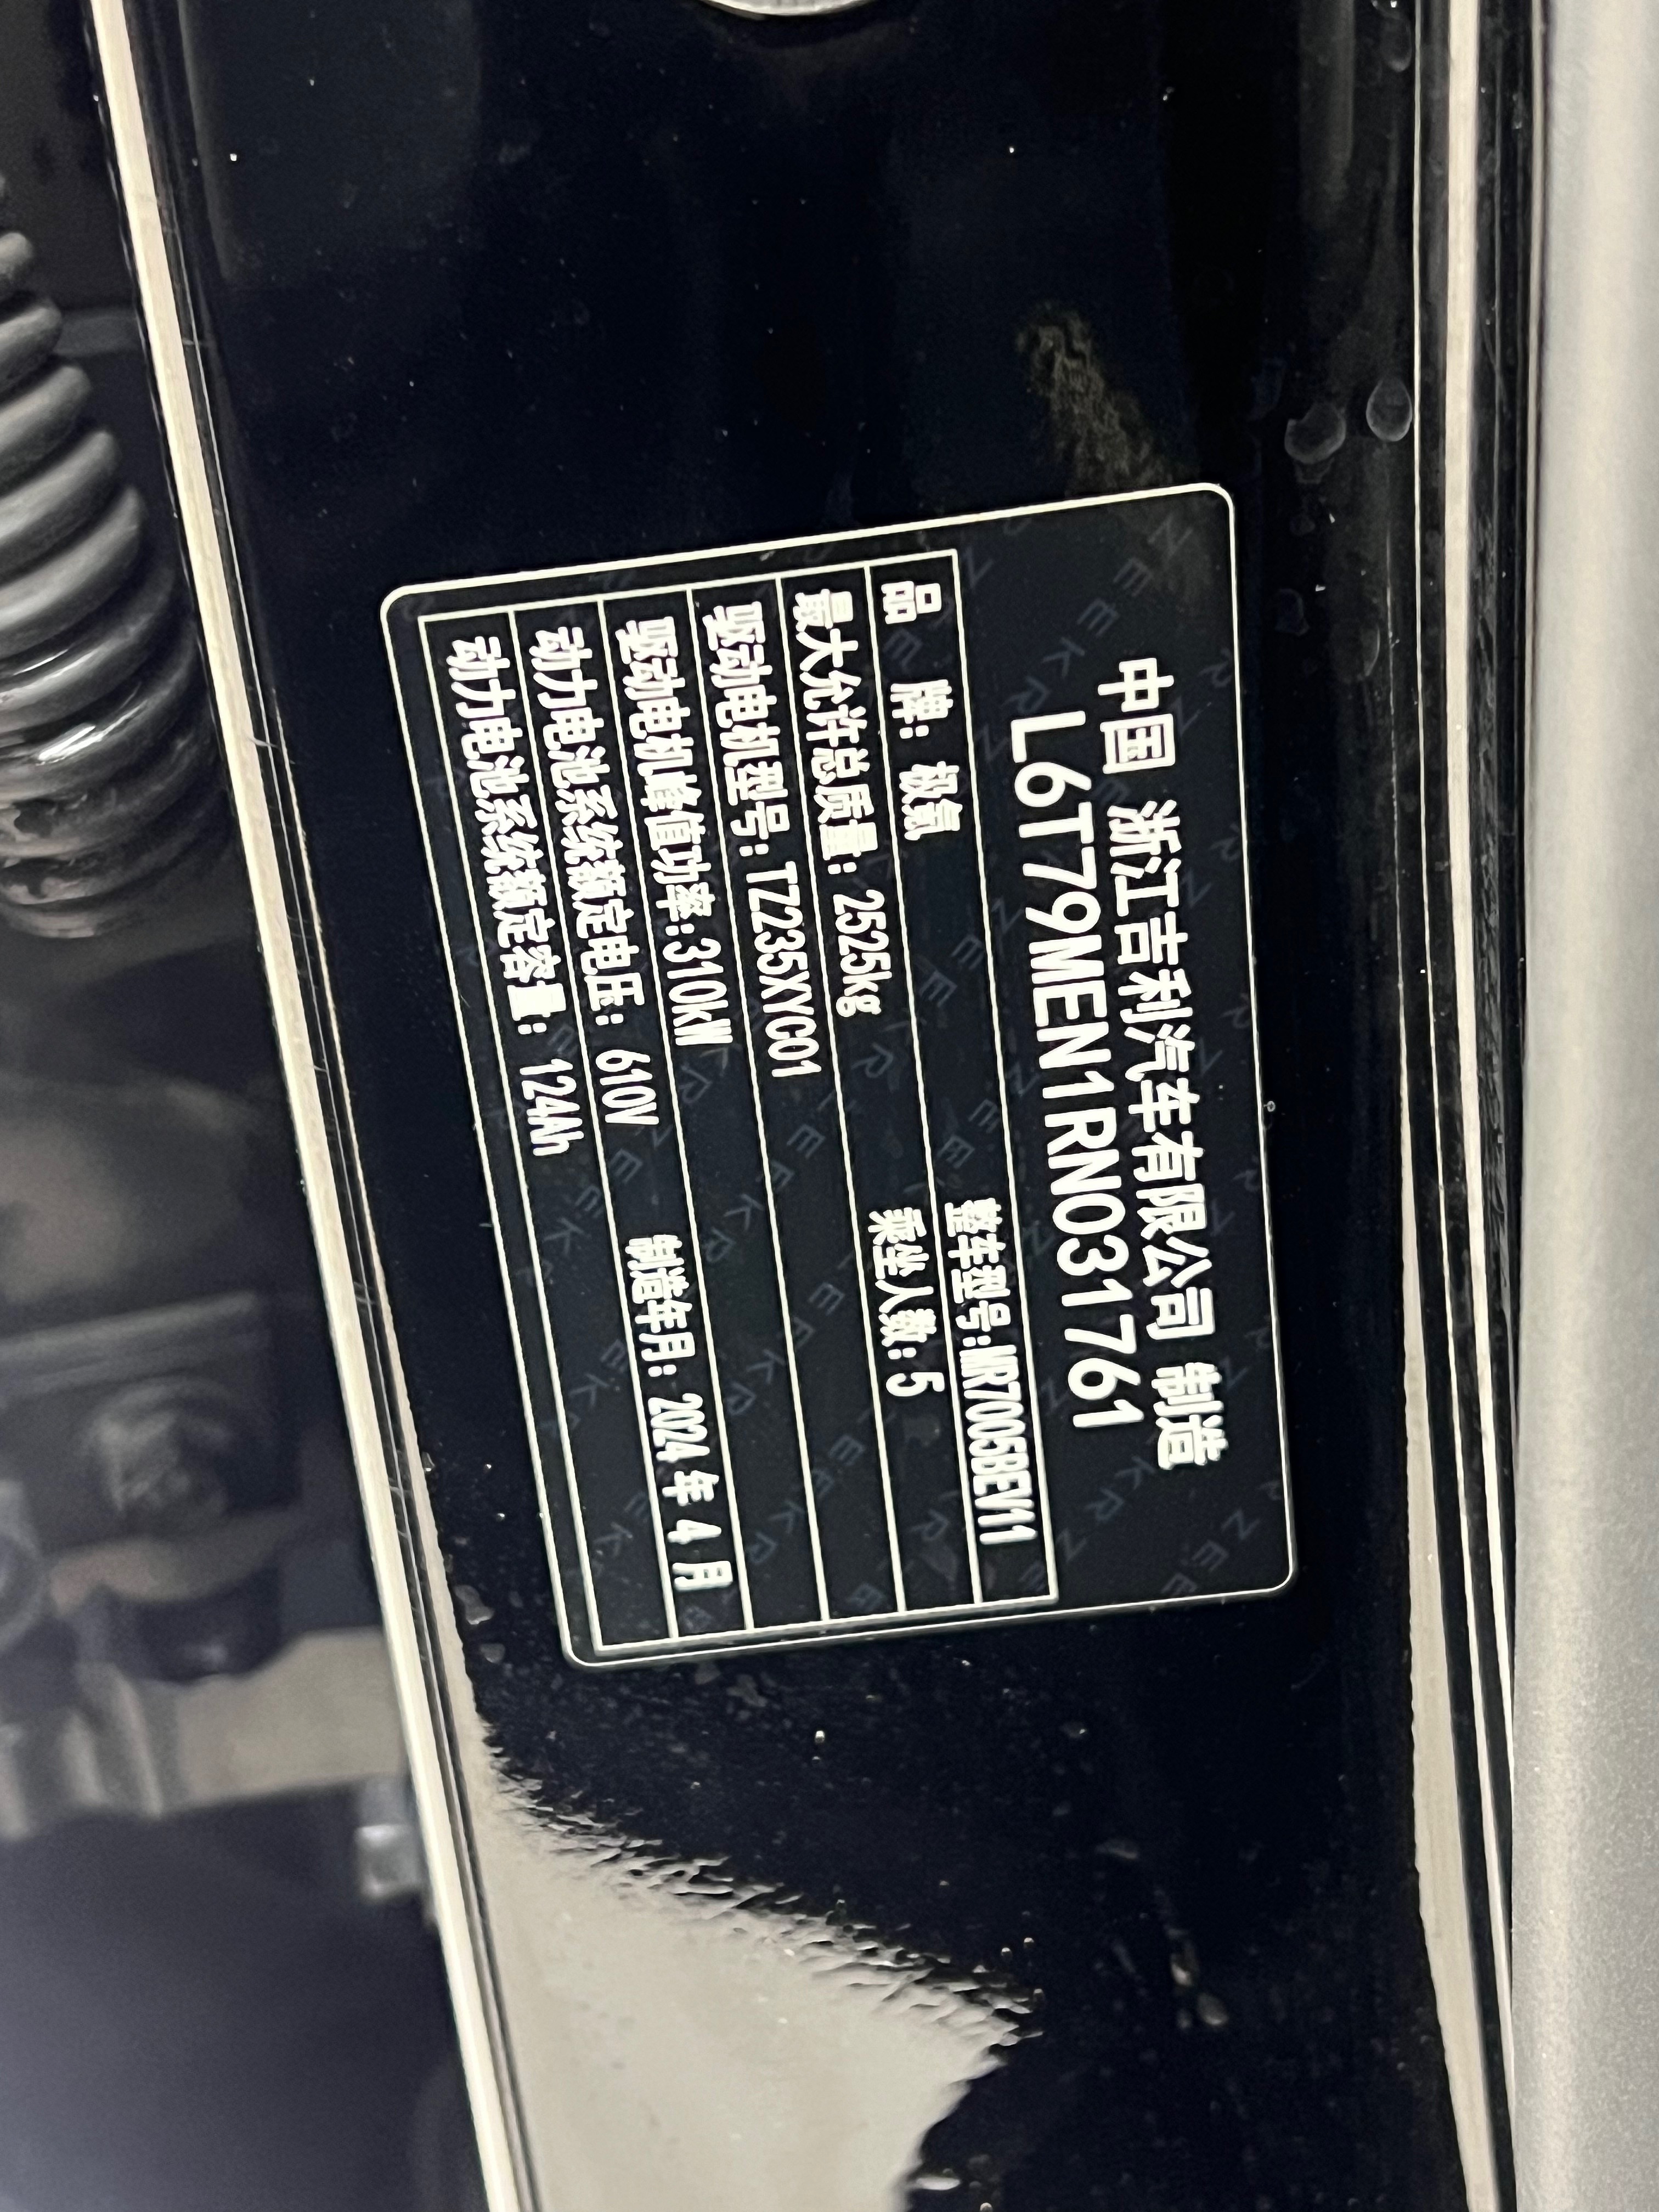 中国 浙江吉利汽车有限公司 制造
L6T79MEN1RN031761
品 牌: 极氪 整车型号:MR7005BEV11
最大允许总质量: 2525kg 乘坐人数:5
驱动电机型号:TZ235XYC01
驱动电机峰值功率:310kW
动力电池系统额定电压: 610V 制造年月: 2024 年 4 月
动力电池系统额定容量: 124Ah